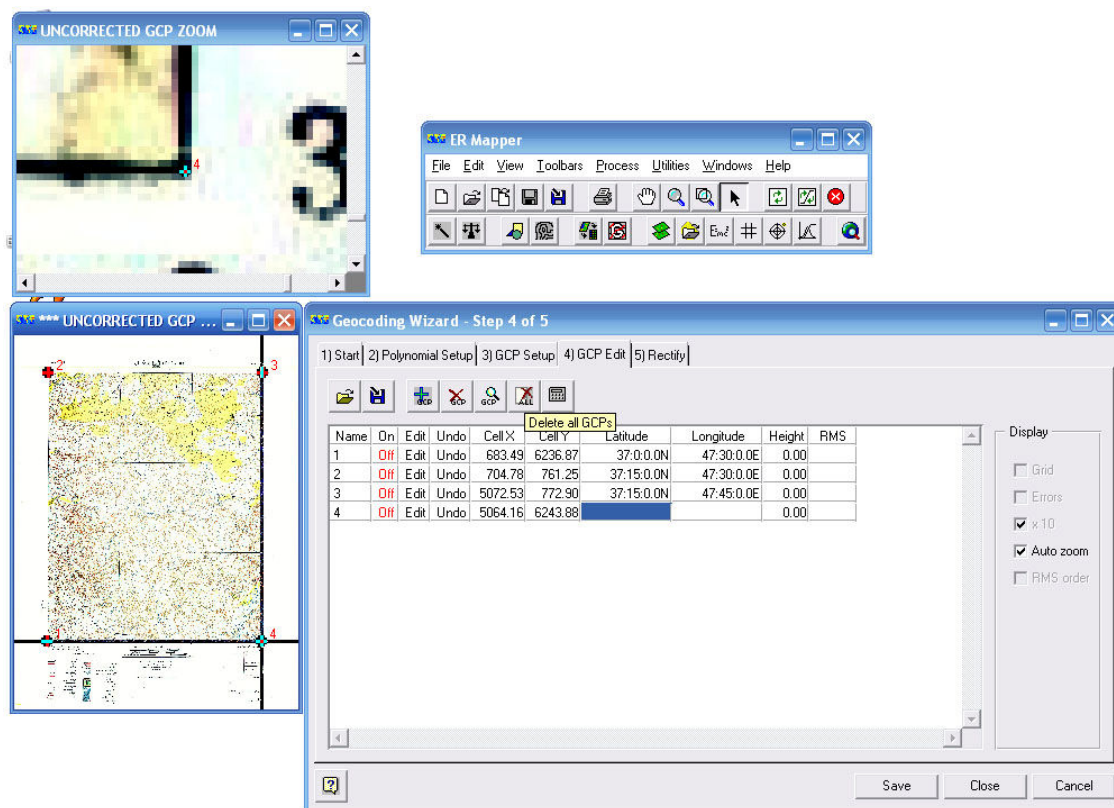 UNCORRECTED GCP ZOOM
4
3
ER Mapper
File Edit View Toolbars Process Utilities Windows Help
Emc²
*** UNCORRECTED GCP ...
2
3
1
4
Geocoding Wizard - Step 4 of 5
1) Start 2) Polynomial Setup 3) GCP Setup 4) GCP Edit 5) Rectify
GCP GCP GCP ALL
Delete all GCPs
Name On Edit Undo Cell X Cell Y Latitude Longitude Height RMS
1 Off Edit Undo 683.49 6236.87 37:0:0.0N 47:30:0.0E 0.00
2 Off Edit Undo 704.78 761.25 37:15:0.0N 47:30:0.0E 0.00
3 Off Edit Undo 5072.53 772.90 37:15:0.0N 47:45:0.0E 0.00
4 Off Edit Undo 5064.16 6243.88 0.00
Display
Grid
Errors
x 10
Auto zoom
RMS order
Save Close Cancel